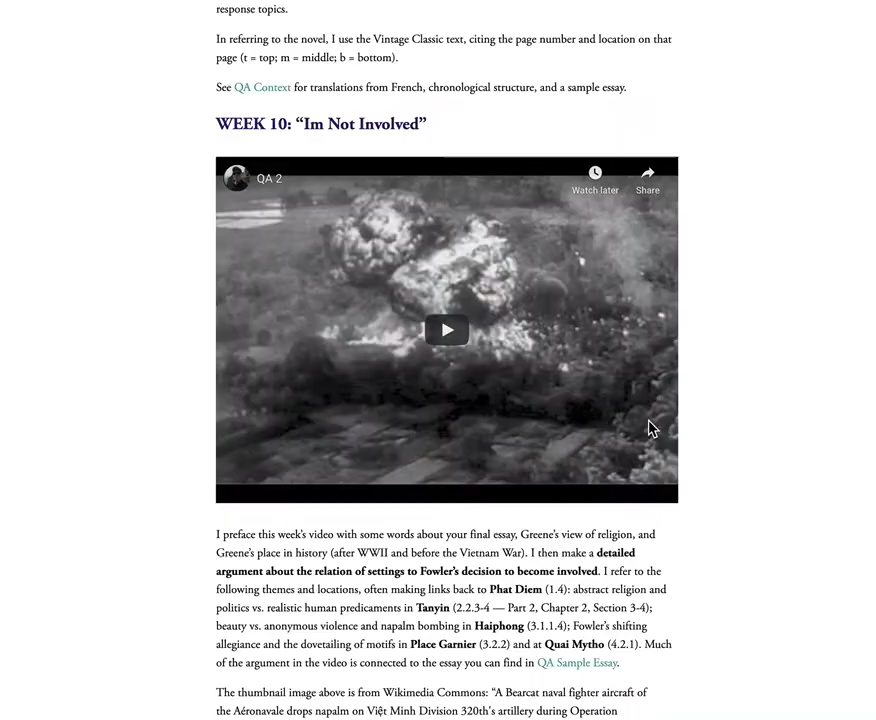 response topics.
In referring to the novel, I use the Vintage Classic text, citing the page number and location on that
page (t = top; m = middle; b = bottom).
See QA Context for translations from French, chronological structure, and a sample essay.
WEEK 10: “Im Not Involved”
QA 2
Watch later
Share
I preface this week’s video with some words about your final essay, Greene’s view of religion, and
Greene’s place in history (after WWII and before the Vietnam War). I then make a detailed
argument about the relation of settings to Fowler’s decision to become involved. I refer to the
following themes and locations, often making links back to Phat Diem (1.4): abstract religion and
politics vs. realistic human predicaments in Tanyin (2.2.3-4 — Part 2, Chapter 2, Section 3-4);
beauty vs. anonymous violence and napalm bombing in Haiphong (3.1.1.4); Fowler’s shifting
allegiance and the dovetailing of motifs in Place Garnier (3.2.2) and at Quai Mytho (4.2.1). Much
of the argument in the video is connected to the essay you can find in QA Sample Essay.
The thumbnail image above is from Wikimedia Commons: “A Bearcat naval fighter aircraft of
the Aéronavale drops napalm on Việt Minh Division 320th's artillery during Operation